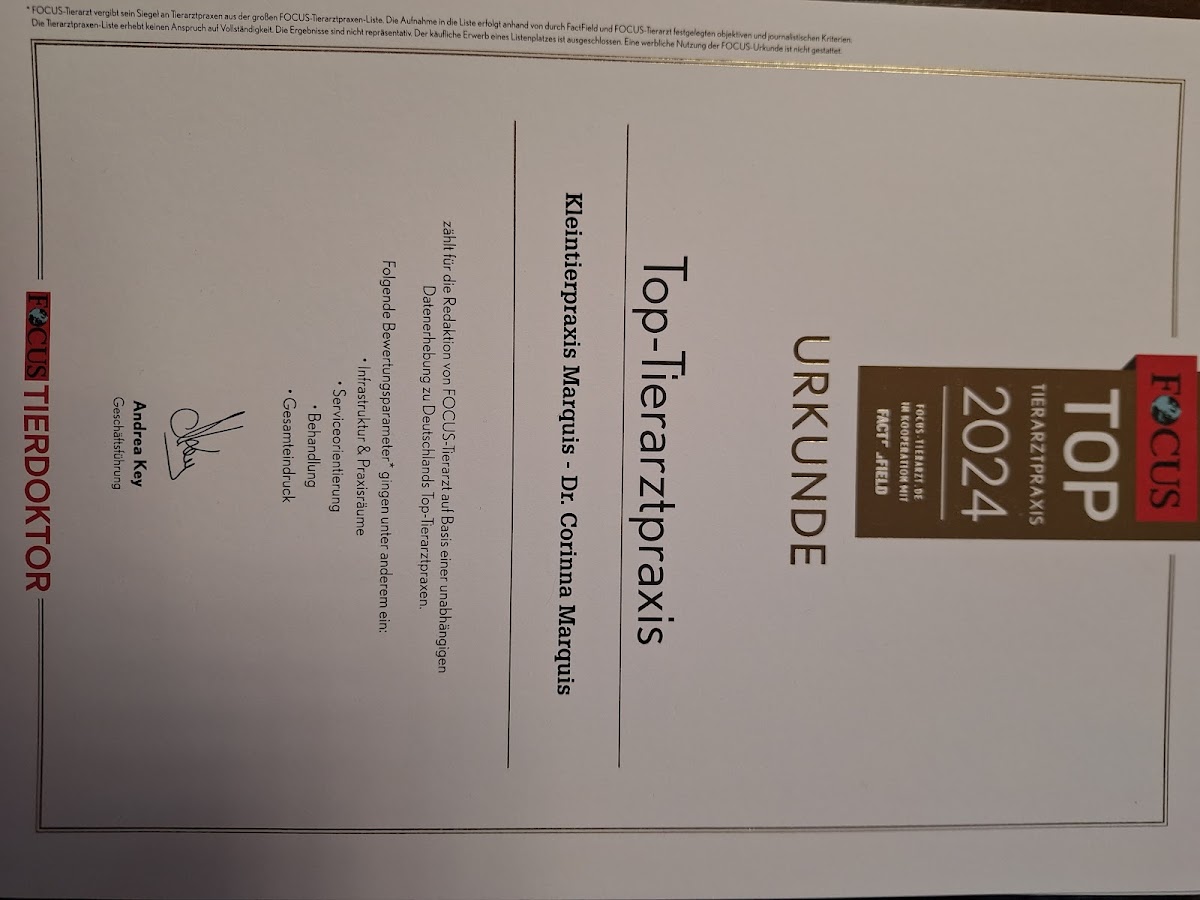 FOCUS
TOP
TIERARZTPRAXIS
2024
FOCUS-TIERARZT.DE
IN KOOPERATION MIT
FACT FIELD
URKUNDE
Top-Tierarztpraxis
Kleintierpraxis Marquis - Dr. Corinna Marquis
zählt für die Redaktion von FOCUS-Tierarzt auf Basis einer unabhängigen
Datenerhebung zu Deutschlands Top-Tierarztpraxen.
Folgende Bewertungsparameter* gingen unter anderem ein:
• Infrastruktur & Praxisräume
• Serviceorientierung
• Behandlung
• Gesamteindruck
Andrea Key
Geschäftsführung
FOCUS TIERDOKTOR
* FOCUS-Tierarzt vergibt sein Siegel an Tierarztpraxen aus der großen FOCUS-Tierarztpraxen-Liste. Die Aufnahme in die Liste erfolgt anhand von durch FactField und FOCUS-Tierarzt festgelegten objektiven und journalistischen Kriterien.
Die Tierarztpraxen-Liste erhebt keinen Anspruch auf Vollständigkeit. Die Ergebnisse sind nicht repräsentativ. Der käufliche Erwerb eines Listenplatzes ist ausgeschlossen. Eine werbliche Nutzung der FOCUS-Urkunde ist nicht gestattet.